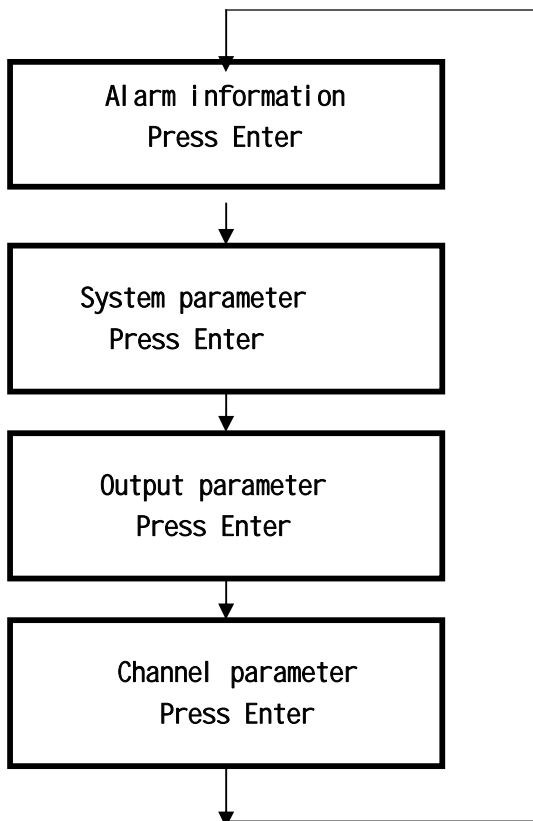 Alarm information
Press Enter
System parameter
Press Enter
Output parameter
Press Enter
Channel parameter
Press Enter